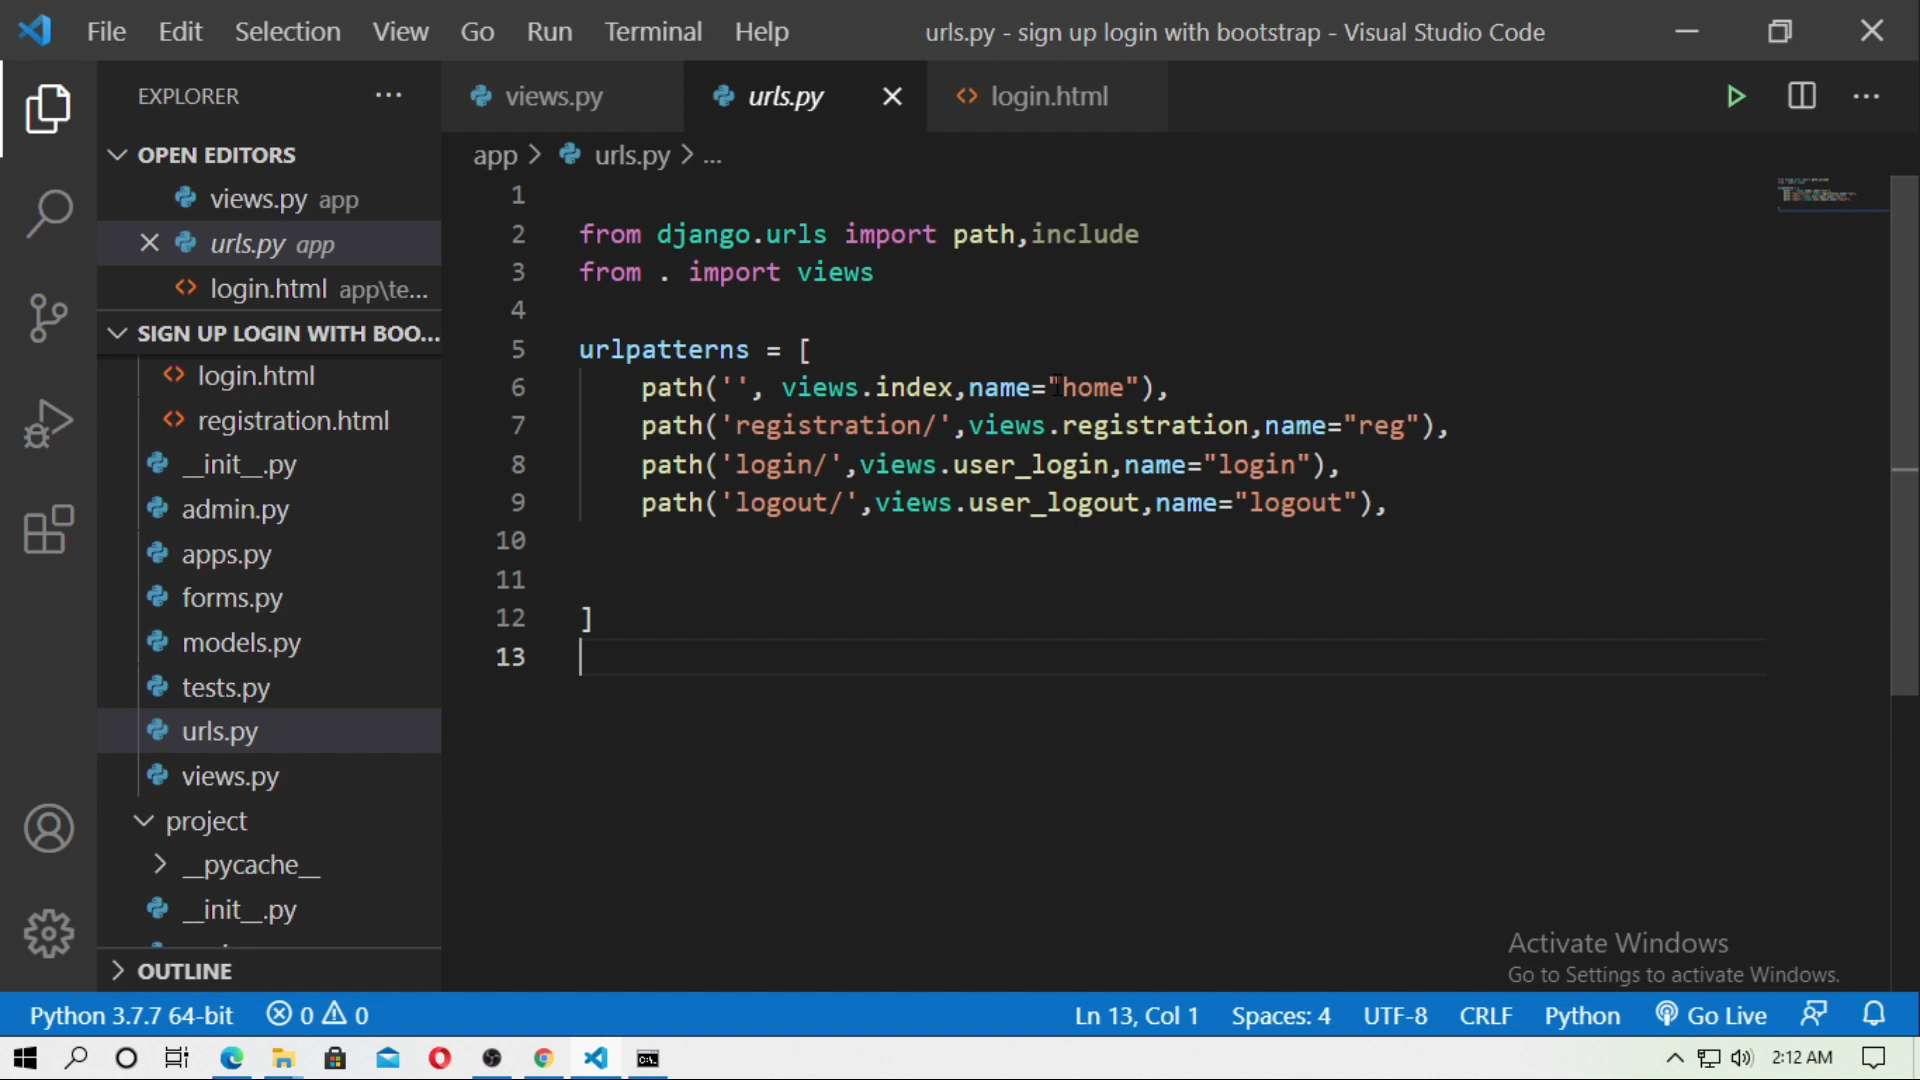 File Edit Selection View Go Run Terminal Help urls.py - sign up login with bootstrap - Visual Studio Code
EXPLORER ···
views.py urls.py login.html
OPEN EDITORS
views.py app
urls.py app
login.html app\te...
SIGN UP LOGIN WITH BOO...
login.html
registration.html
__init__.py
admin.py
apps.py
forms.py
models.py
tests.py
urls.py
views.py
project
__pycache__
__init__.py
OUTLINE
app > urls.py > ...
1
2 from django.urls import path,include
3 from . import views
4
5 urlpatterns = [
6 path('', views.index,name="home"),
7 path('registration/',views.registration,name="reg"),
8 path('login/',views.user_login,name="login"),
9 path('logout/',views.user_logout,name="logout"),
10
11
12 ]
13
Activate Windows
Go to Settings to activate Windows.
Python 3.7.7 64-bit 0 0 Ln 13, Col 1 Spaces: 4 UTF-8 CRLF Python Go Live
2:12 AM